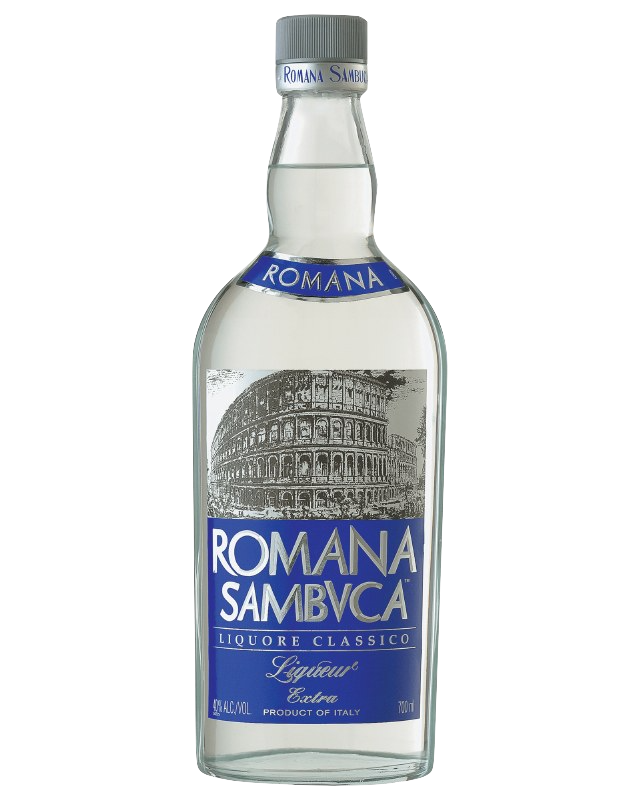 ROMANA SAMBUCA
ROMANA
ROMANA
SAMBVCA™
LIQUORE CLASSICO
Liqueur
Extra
40% ALC./VOL. 700 ml
PRODUCT OF ITALY